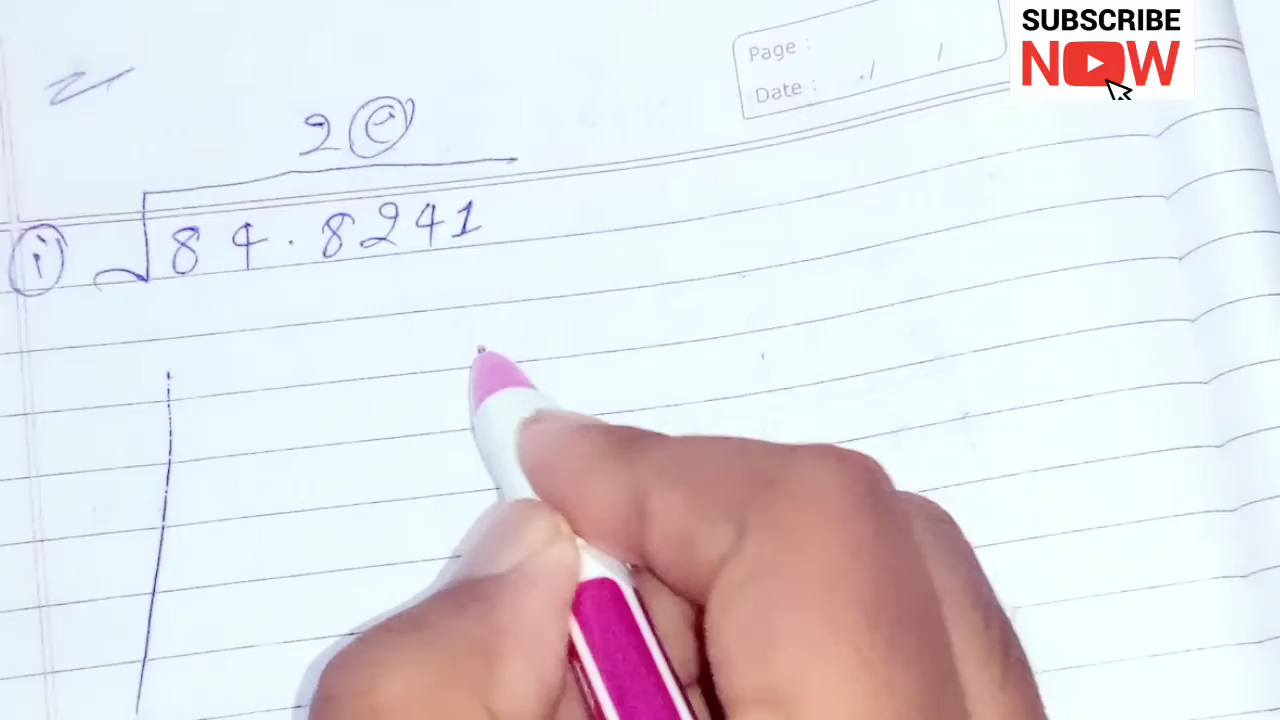 SUBSCRIBE
NOW
Page :
Date : / /
2 (e)
(i) √84.8241